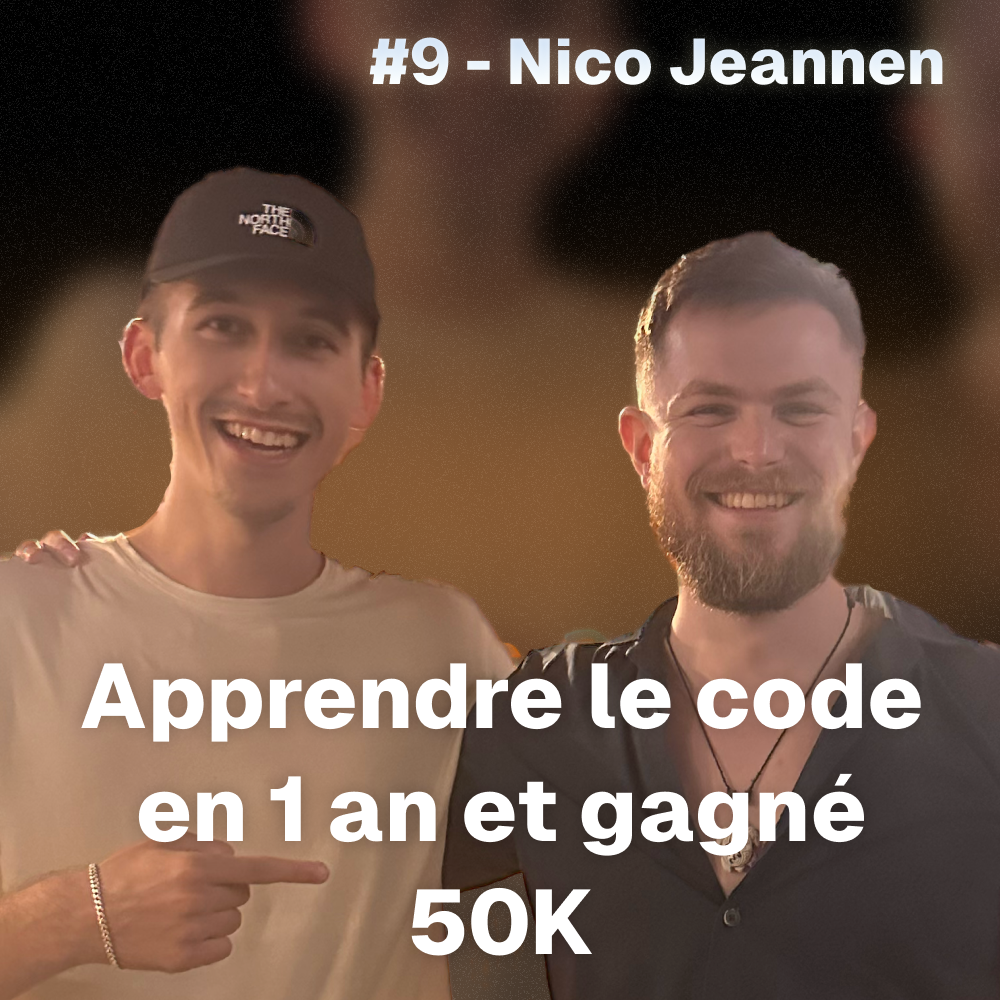 #9 - Nico Jeannen
THE
NORTH
FACE
Apprendre le code
en 1 an et gagné
50K